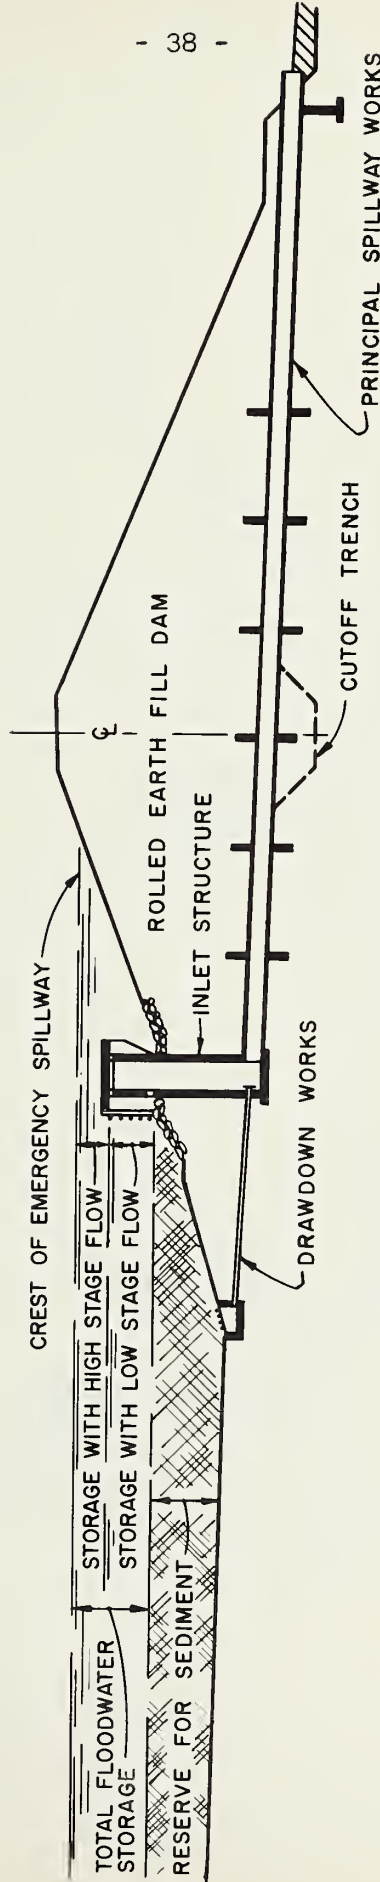 - 38 -
CREST OF EMERGENCY SPILLWAY
STORAGE WITH HIGH STAGE FLOW
STORAGE WITH LOW STAGE FLOW
TOTAL FLOODWATER
STORAGE
RESERVE FOR SEDIMENT
℄
ROLLED EARTH FILL DAM
INLET STRUCTURE
DRAWDOWN WORKS
CUTOFF TRENCH
PRINCIPAL SPILLWAY WORKS